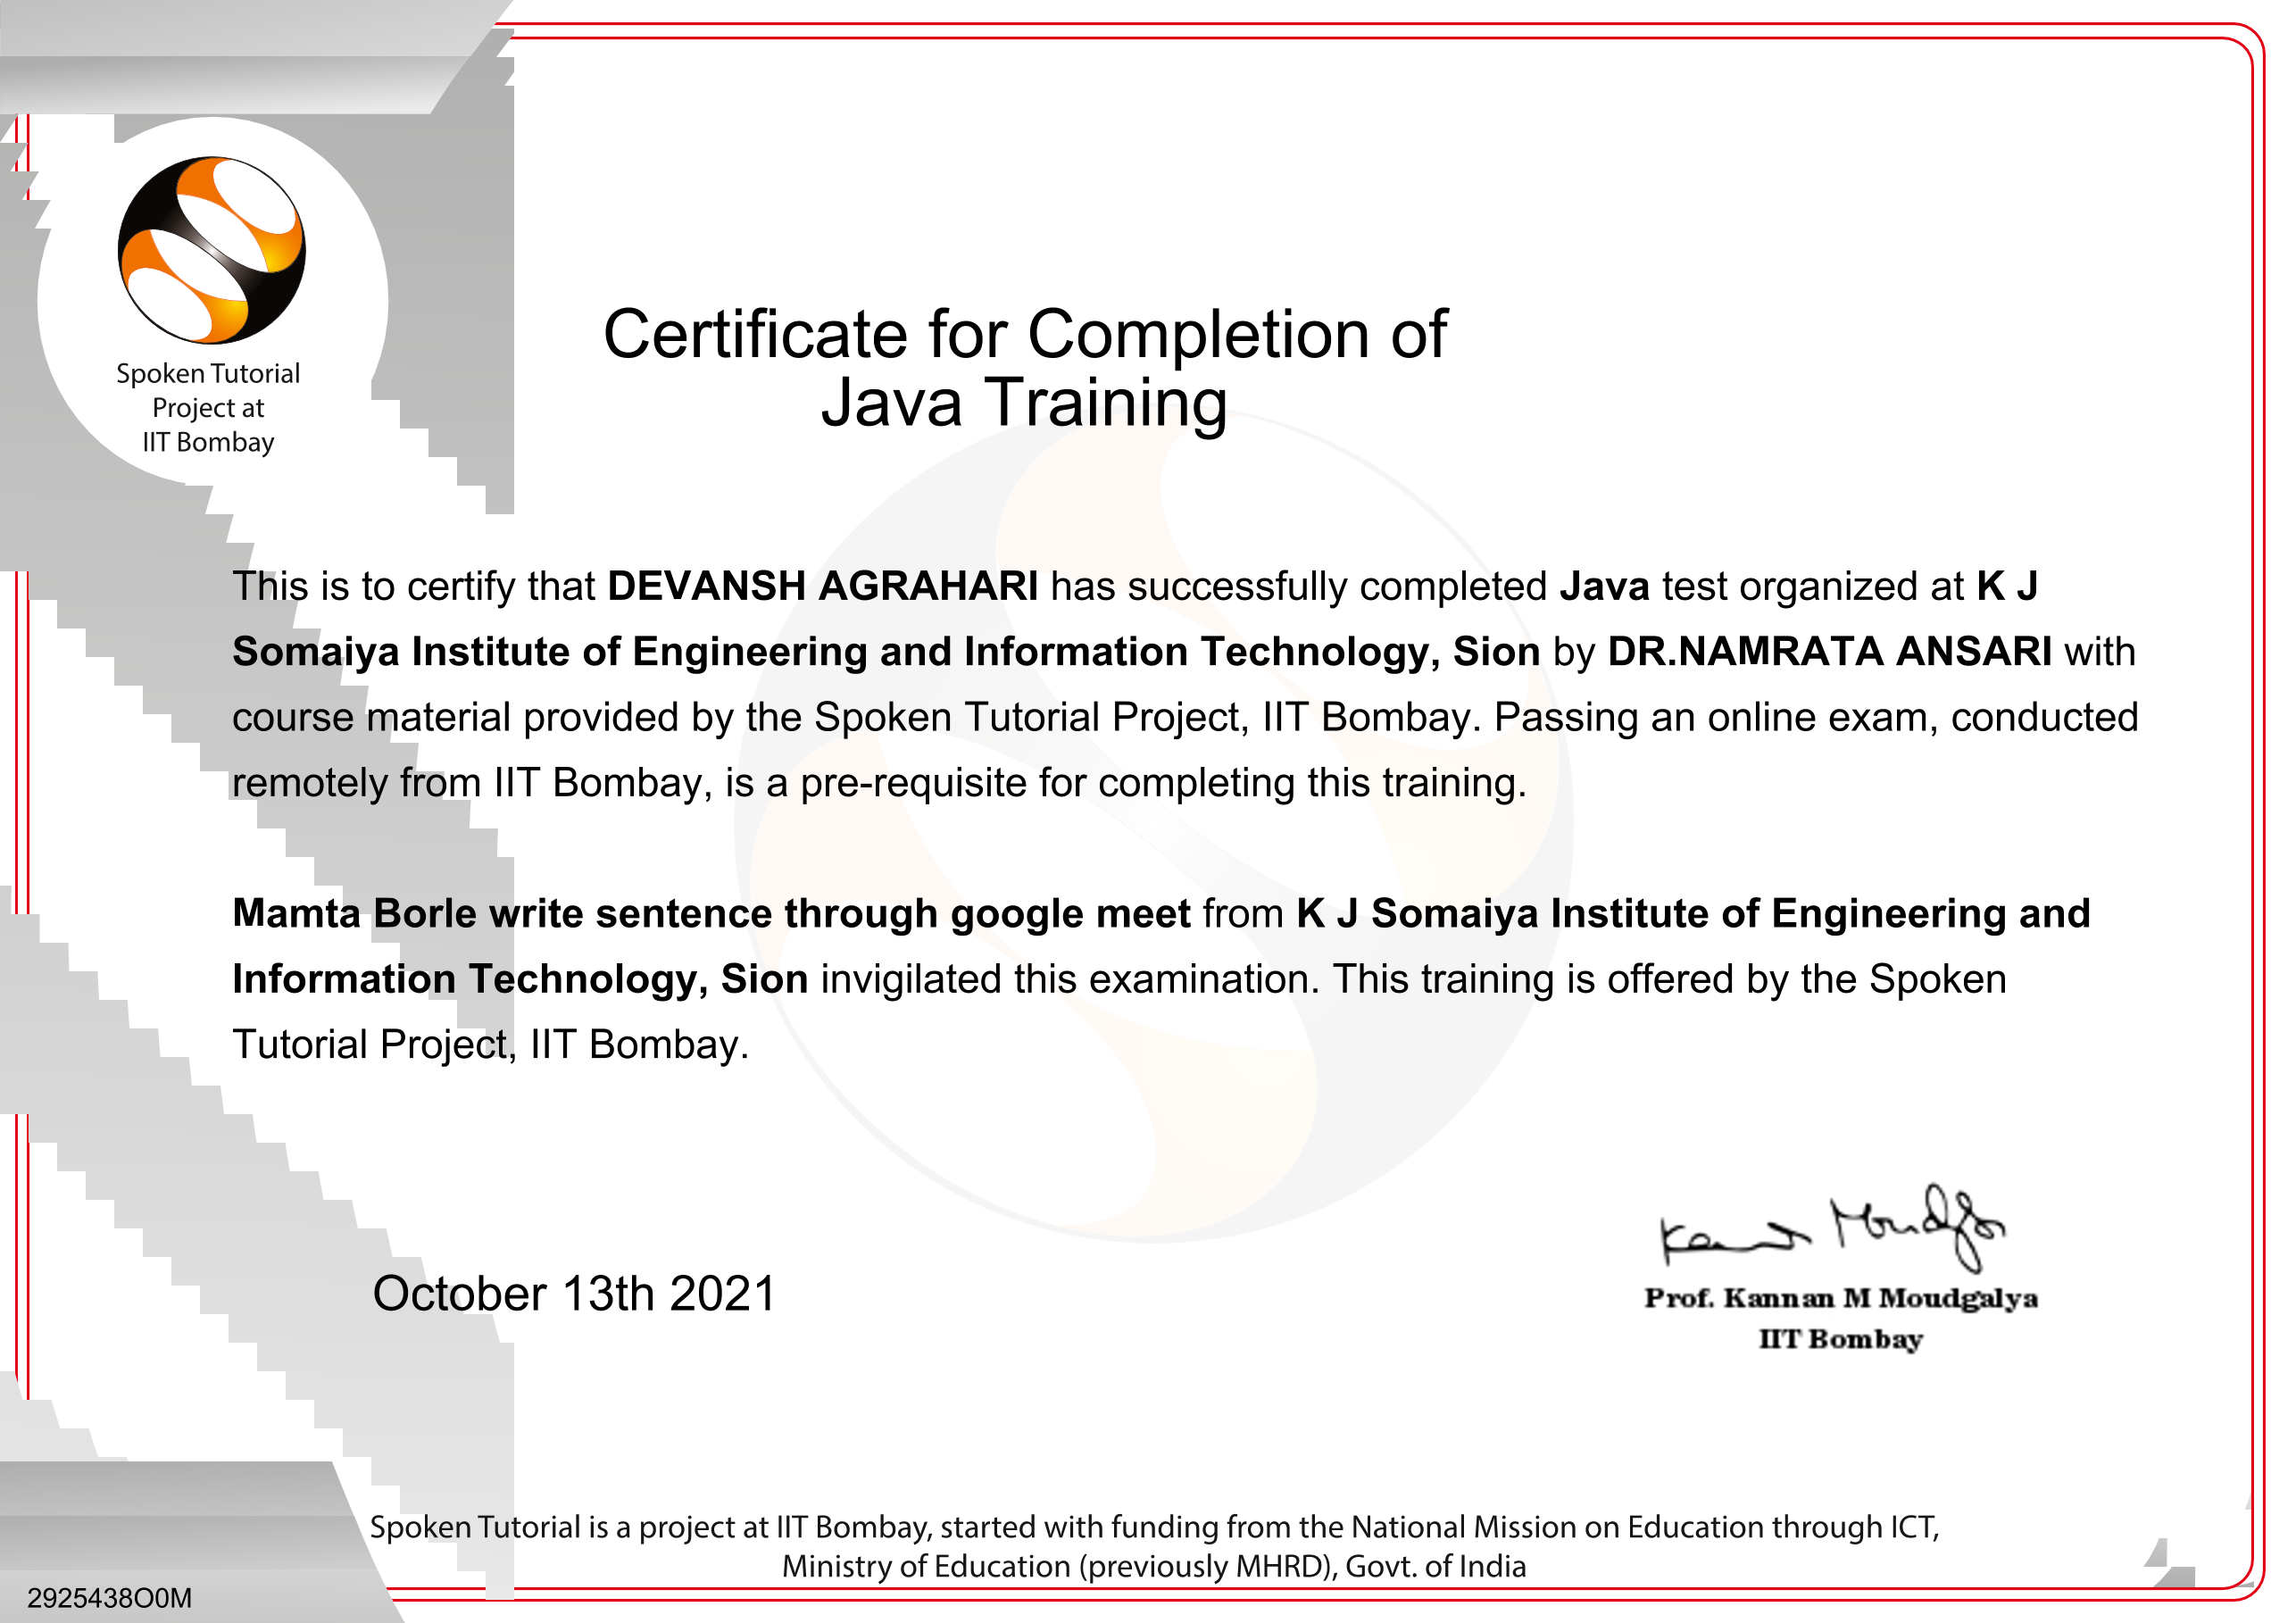 Spoken Tutorial
Project at
IIT Bombay
Certificate for Completion of
Java Training
This is to certify that DEVANSH AGRAHARI has successfully completed Java test organized at K J
Somaiya Institute of Engineering and Information Technology, Sion by DR.NAMRATA ANSARI with
course material provided by the Spoken Tutorial Project, IIT Bombay. Passing an online exam, conducted
remotely from IIT Bombay, is a pre-requisite for completing this training.
Mamta Borle write sentence through google meet from K J Somaiya Institute of Engineering and
Information Technology, Sion invigilated this examination. This training is offered by the Spoken
Tutorial Project, IIT Bombay.
October 13th 2021
Prof. Kannan M Moudgalya
IIT Bombay
Spoken Tutorial is a project at IIT Bombay, started with funding from the National Mission on Education through ICT,
Ministry of Education (previously MHRD), Govt. of India
2925438O0M